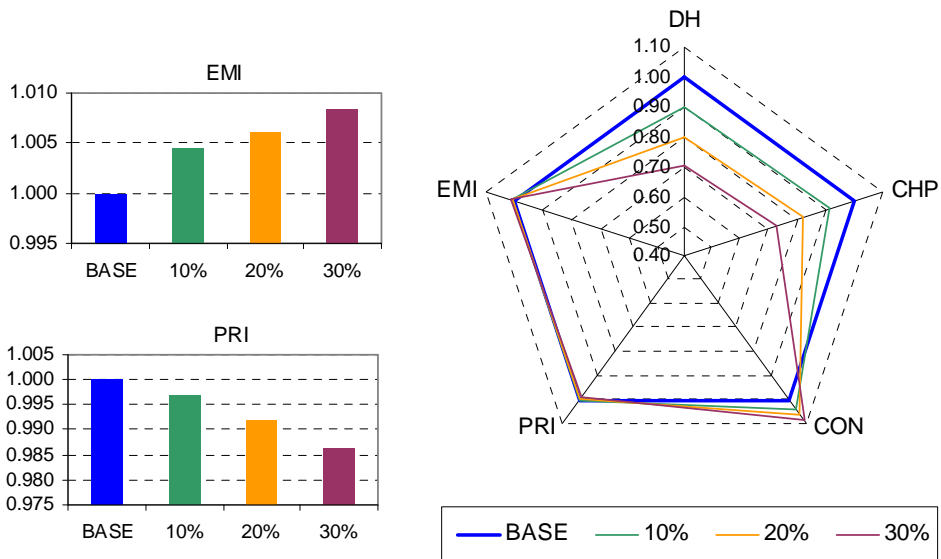 EMI
1.010
1.005
1.000
0.995
BASE 10% 20% 30%
PRI
1.005
1.000
0.995
0.990
0.985
0.980
0.975
BASE 10% 20% 30%
DH
1.10
1.00
0.90
0.80
0.70
0.60
0.50
0.40
EMI
CHP
PRI
CON
BASE 10% 20% 30%